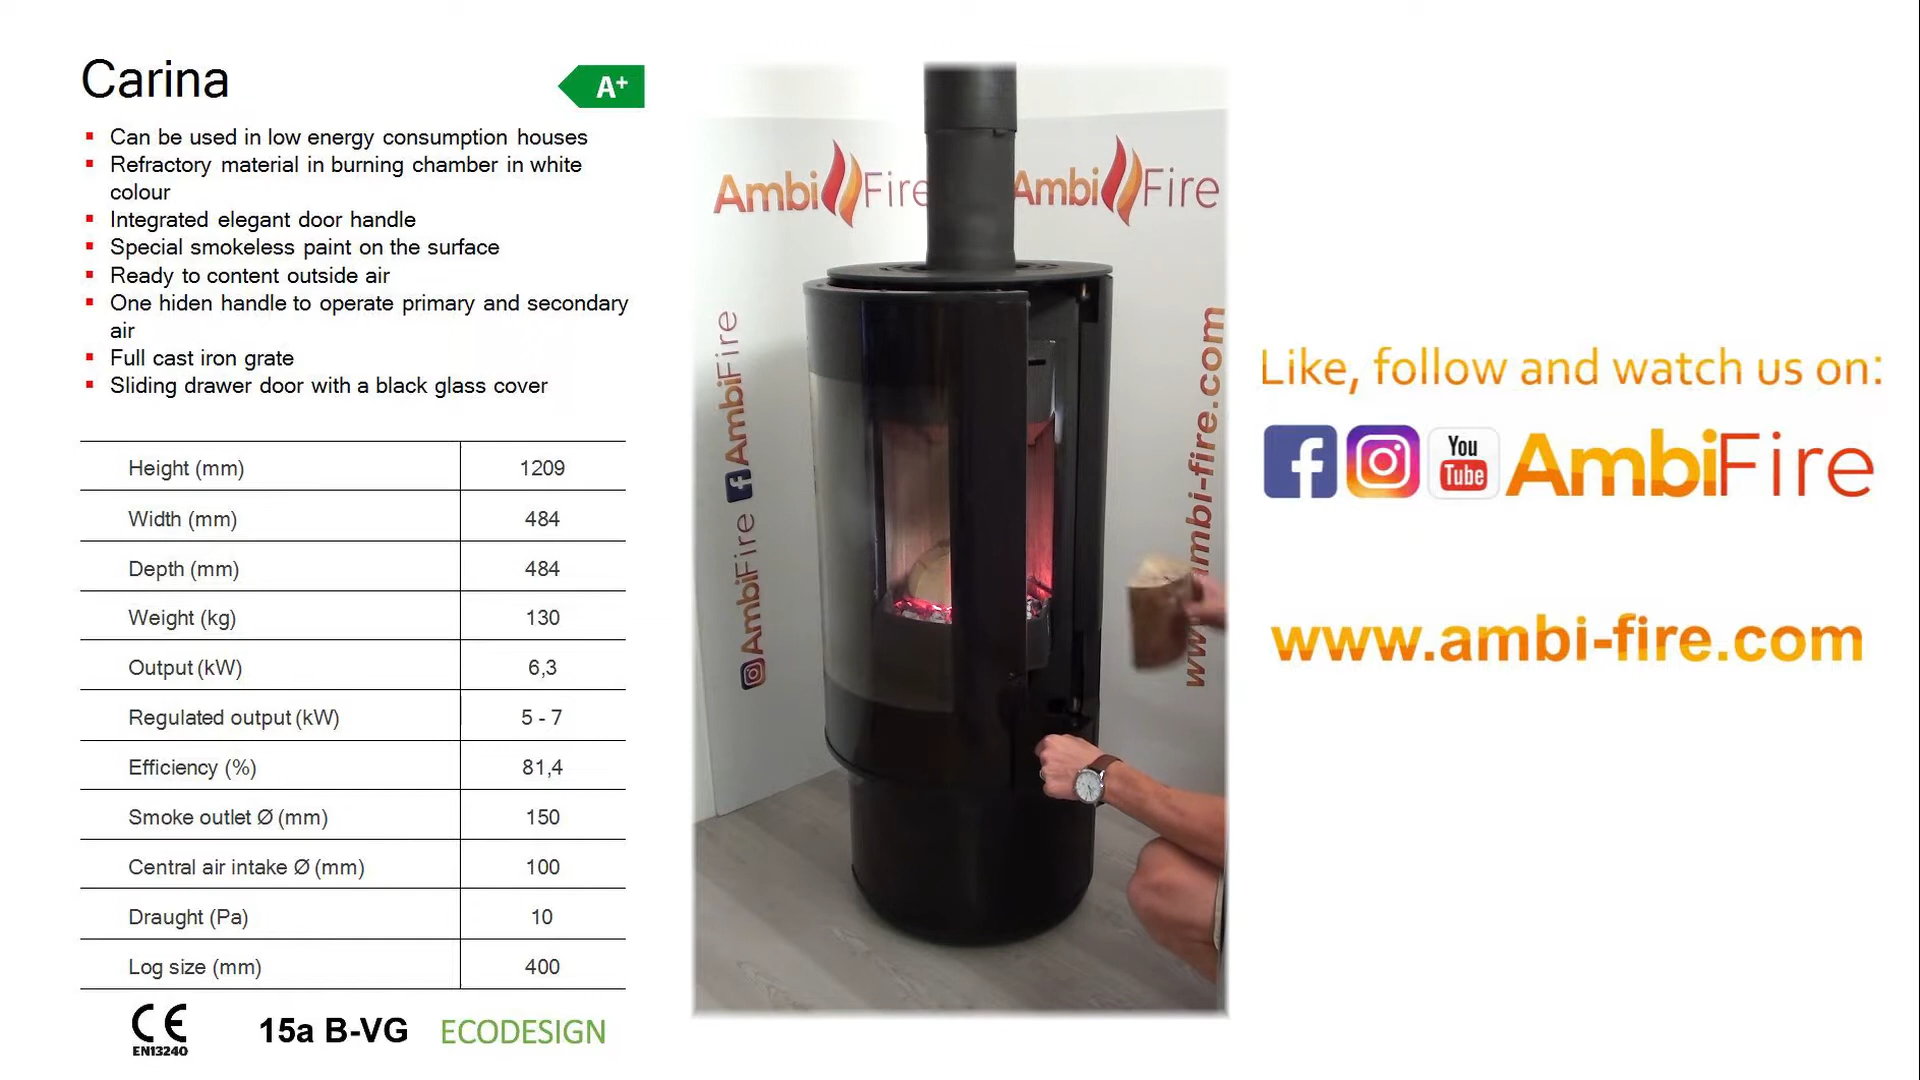 Carina
A+
Can be used in low energy consumption houses
Refractory material in burning chamber in white
colour
Integrated elegant door handle
Special smokeless paint on the surface
Ready to content outside air
One hiden handle to operate primary and secondary
air
Full cast iron grate
Sliding drawer door with a black glass cover
Height (mm) 1209
Width (mm) 484
Depth (mm) 484
Weight (kg) 130
Output (kW) 6,3
Regulated output (kW) 5 - 7
Efficiency (%) 81,4
Smoke outlet Ø (mm) 150
Central air intake Ø (mm) 100
Draught (Pa) 10
Log size (mm) 400
CE
EN13240
15a B-VG
ECODESIGN
AmbiFire
AmbiFire
AmbiFire
AmbiFire
www.ambi-fire.com
Like, follow and watch us on:
f
You
Tube
AmbiFire
www.ambi-fire.com